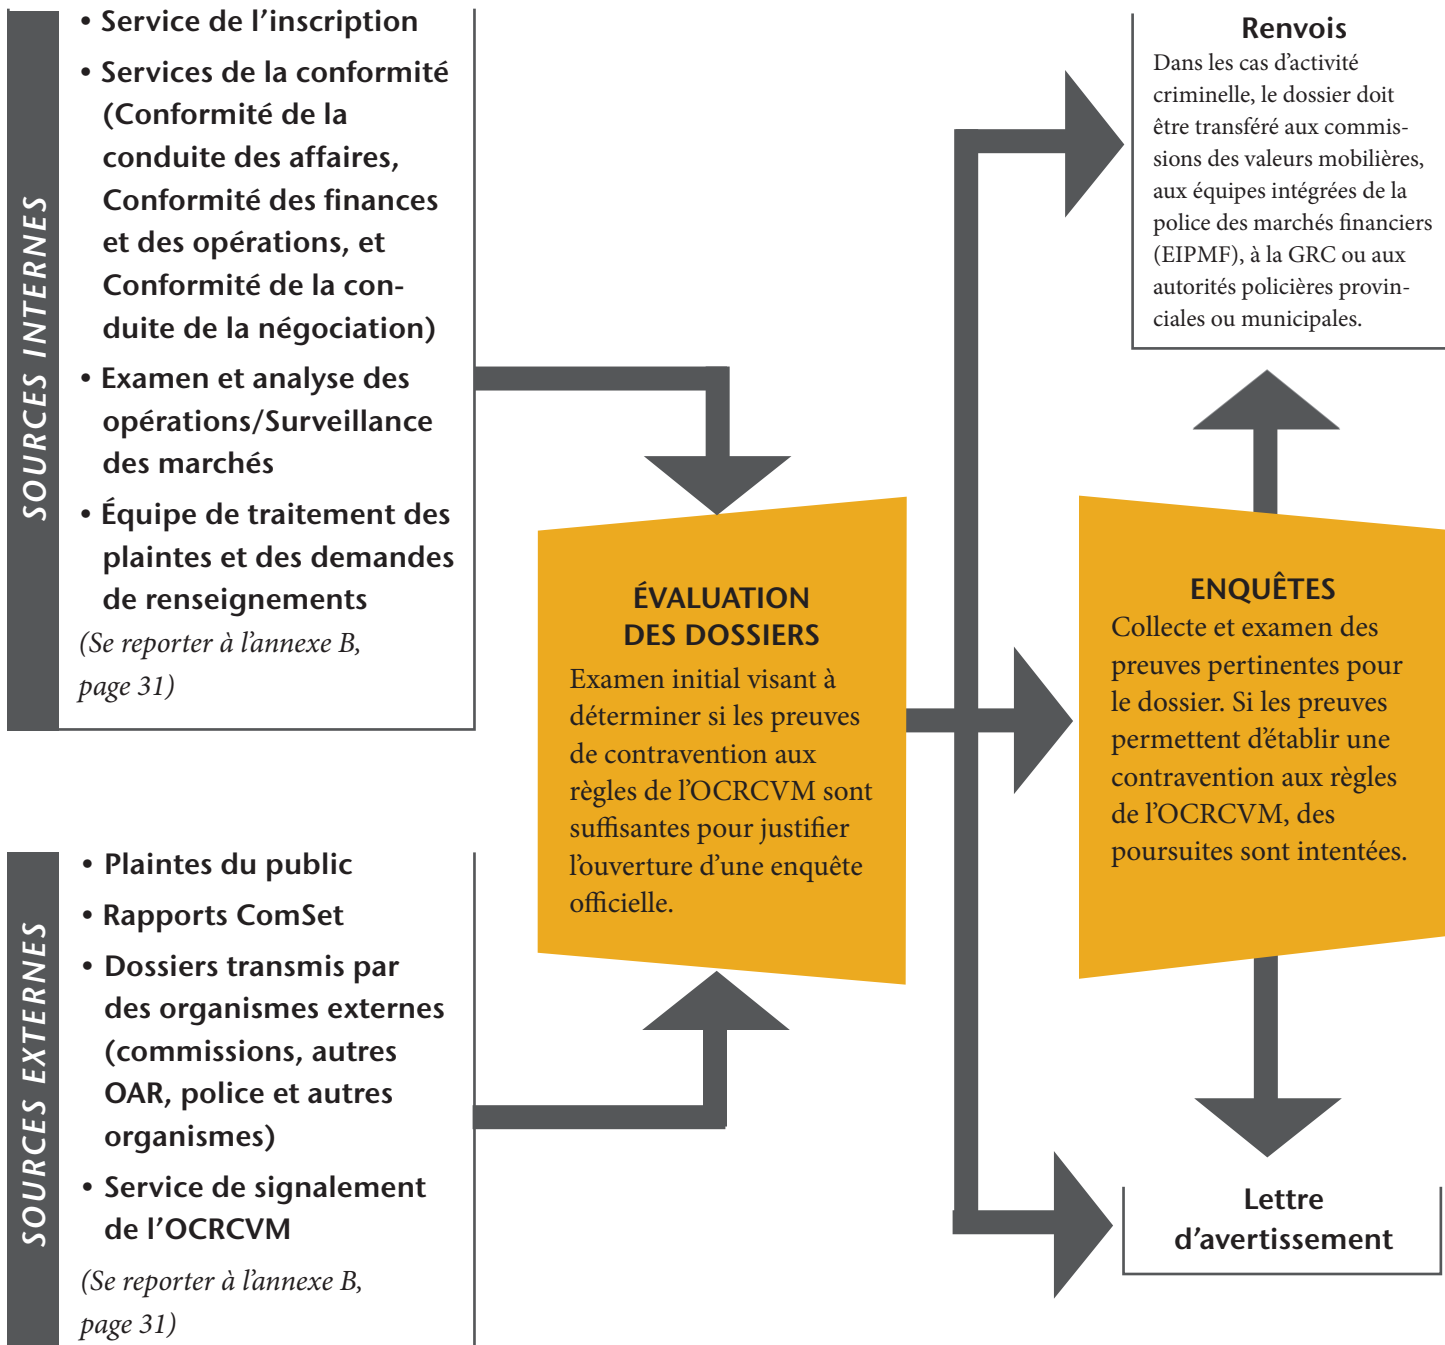 SOURCES INTERNES
• Service de l’inscription
• Services de la conformité
(Conformité de la
conduite des affaires,
Conformité des finances
et des opérations, et
Conformité de la con-
duite de la négociation)
• Examen et analyse des
opérations/Surveillance
des marchés
• Équipe de traitement des
plaintes et des demandes
de renseignements
(Se reporter à l’annexe B,
page 31)
SOURCES EXTERNES
• Plaintes du public
• Rapports ComSet
• Dossiers transmis par
des organismes externes
(commissions, autres
OAR, police et autres
organismes)
• Service de signalement
de l’OCRCVM
(Se reporter à l’annexe B,
page 31)
ÉVALUATION
DES DOSSIERS
Examen initial visant à
déterminer si les preuves
de contravention aux
règles de l’OCRCVM sont
suffisantes pour justifier
l’ouverture d’une enquête
officielle.
Renvois
Dans les cas d’activité
criminelle, le dossier doit
être transféré aux commis-
sions des valeurs mobilières,
aux équipes intégrées de la
police des marchés financiers
(EIPMF), à la GRC ou aux
autorités policières provin-
ciales ou municipales.
ENQUÊTES
Collecte et examen des
preuves pertinentes pour
le dossier. Si les preuves
permettent d’établir une
contravention aux règles
de l’OCRCVM, des
poursuites sont intentées.
Lettre
d’avertissement